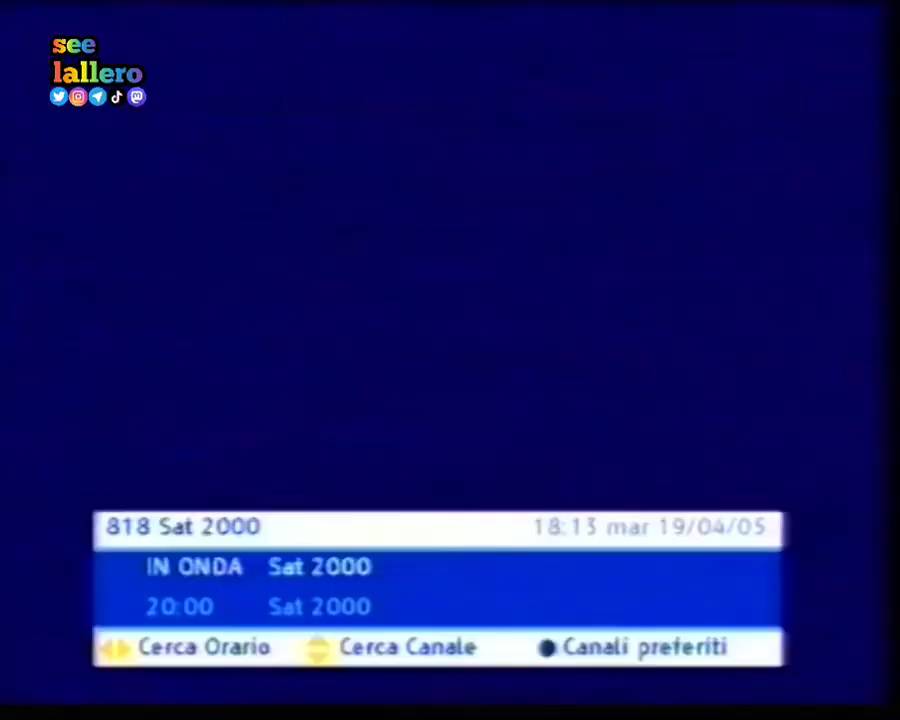 see
lallero
818 Sat 2000 18:13 mar 19/04/05
IN ONDA Sat 2000
20:00 Sat 2000
Cerca Orario Cerca Canale Canali preferiti